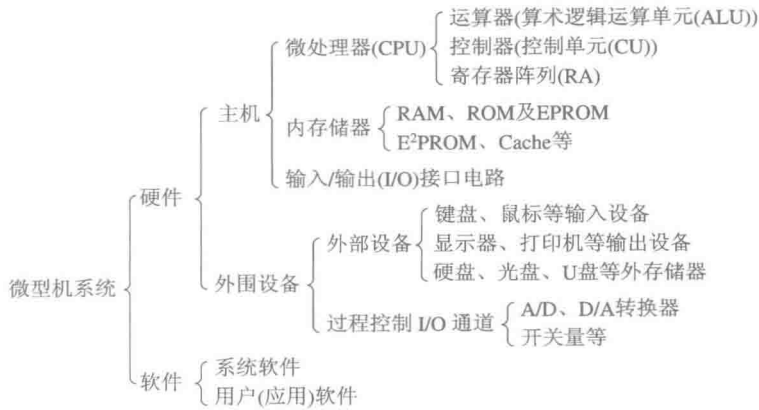 运算器(算术逻辑运算单元(ALU))
微处理器(CPU)
控制器(控制单元(CU))
寄存器阵列(RA)
主机
RAM、ROM及EPROM
内存储器
E²PROM、Cache等
输入/输出(I/O)接口电路
硬件
键盘、鼠标等输入设备
外部设备
显示器、打印机等输出设备
硬盘、光盘、U盘等外存储器
微型机系统
外围设备
A/D、D/A转换器
过程控制 I/O 通道
开关量等
系统软件
软件
用户(应用)软件